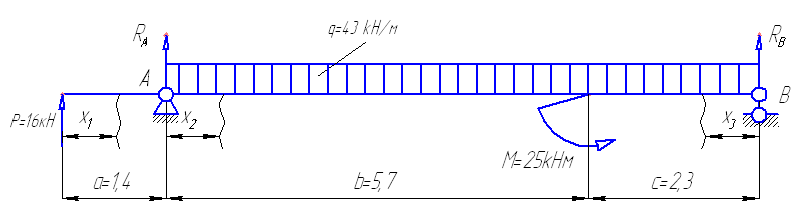 R_A
q=43 kH/м
R_B
A
B
P=16кН
x_1
x_2
x_3
M=25kHм
a=1,4
b=5,7
c=2,3